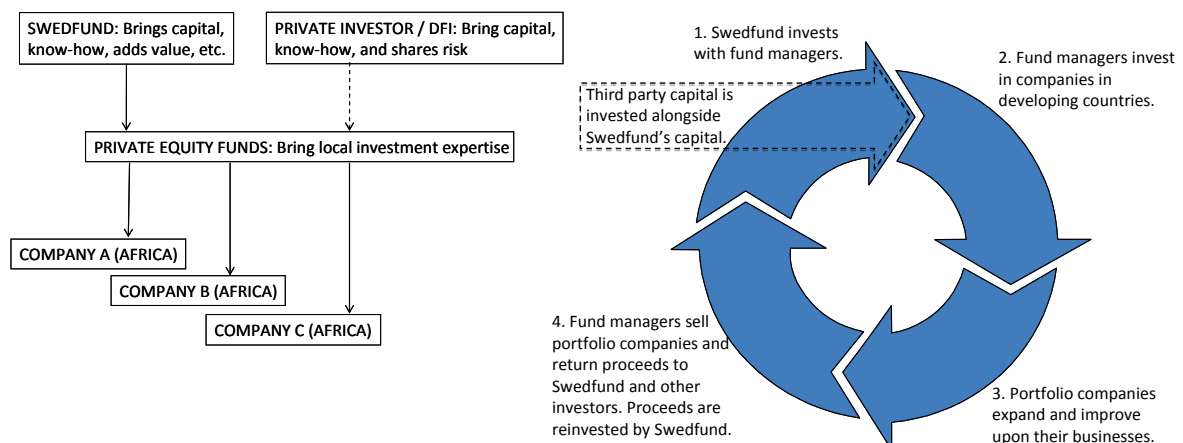 SWEDFUND: Brings capital,
know-how, adds value, etc.
PRIVATE INVESTOR / DFI: Bring capital,
know-how, and shares risk
PRIVATE EQUITY FUNDS: Bring local investment expertise
COMPANY A (AFRICA)
COMPANY B (AFRICA)
COMPANY C (AFRICA)
1. Swedfund invests
with fund managers.
Third party capital is
invested alongside
Swedfund’s capital.
2. Fund managers invest
in companies in
developing countries.
3. Portfolio companies
expand and improve
upon their businesses.
4. Fund managers sell
portfolio companies and
return proceeds to
Swedfund and other
investors. Proceeds are
reinvested by Swedfund.